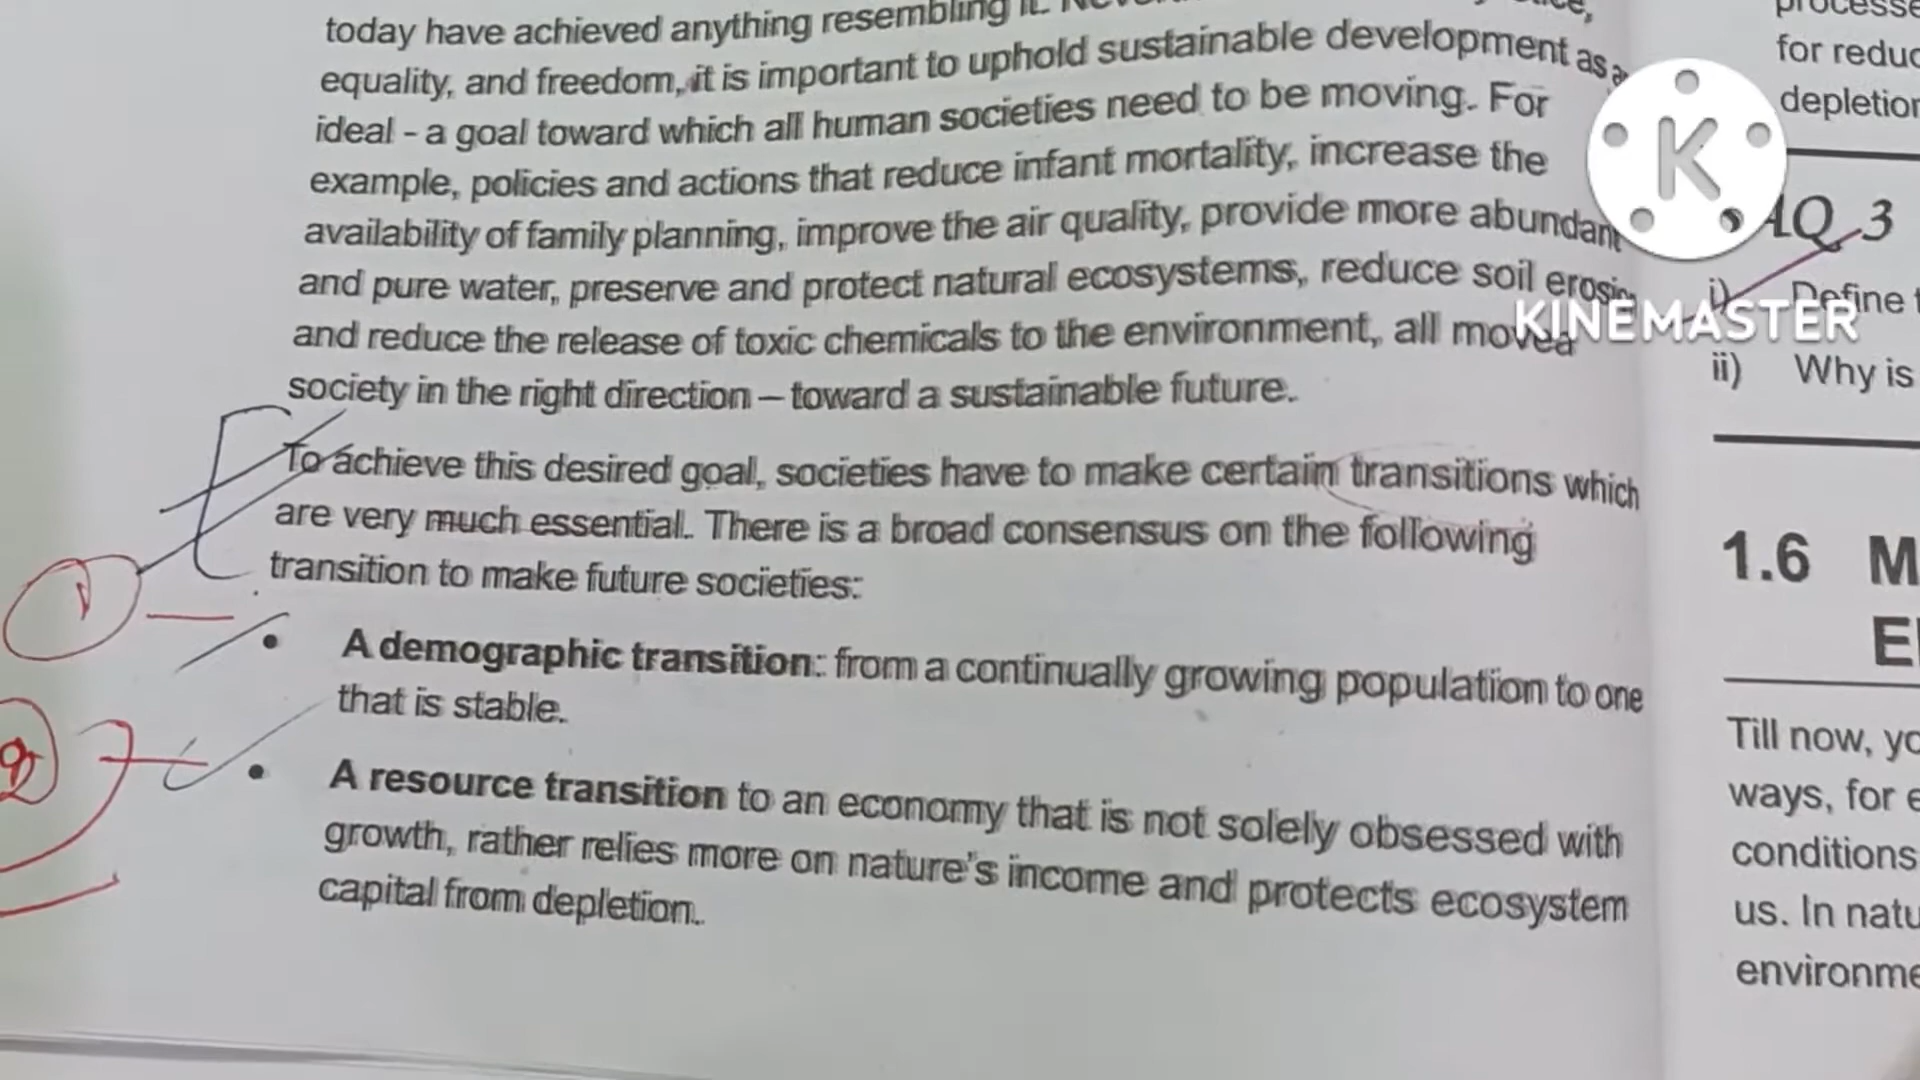 today have achieved anything resembling it.
equality, and freedom, it is important to uphold sustainable development as a
ideal - a goal toward which all human societies need to be moving. For
example, policies and actions that reduce infant mortality, increase the
availability of family planning, improve the air quality, provide more abundant
and pure water, preserve and protect natural ecosystems, reduce soil
and reduce the release of toxic chemicals to the environment, all moved
society in the right direction – toward a sustainable future.
To achieve this desired goal, societies have to make certain transitions which
are very much essential. There is a broad consensus on the following
transition to make future societies:
• A demographic transition: from a continually growing population to one
that is stable.
• A resource transition to an economy that is not solely obsessed with
growth, rather relies more on nature's income and protects ecosystem
capital from depletion.
1
for reduc
depletion
AQ 3
i) Define t
ii) Why is
1.6 M
E
Till now, yo
ways, for e
conditions
us. In natu
environme
K
KINEMASTER